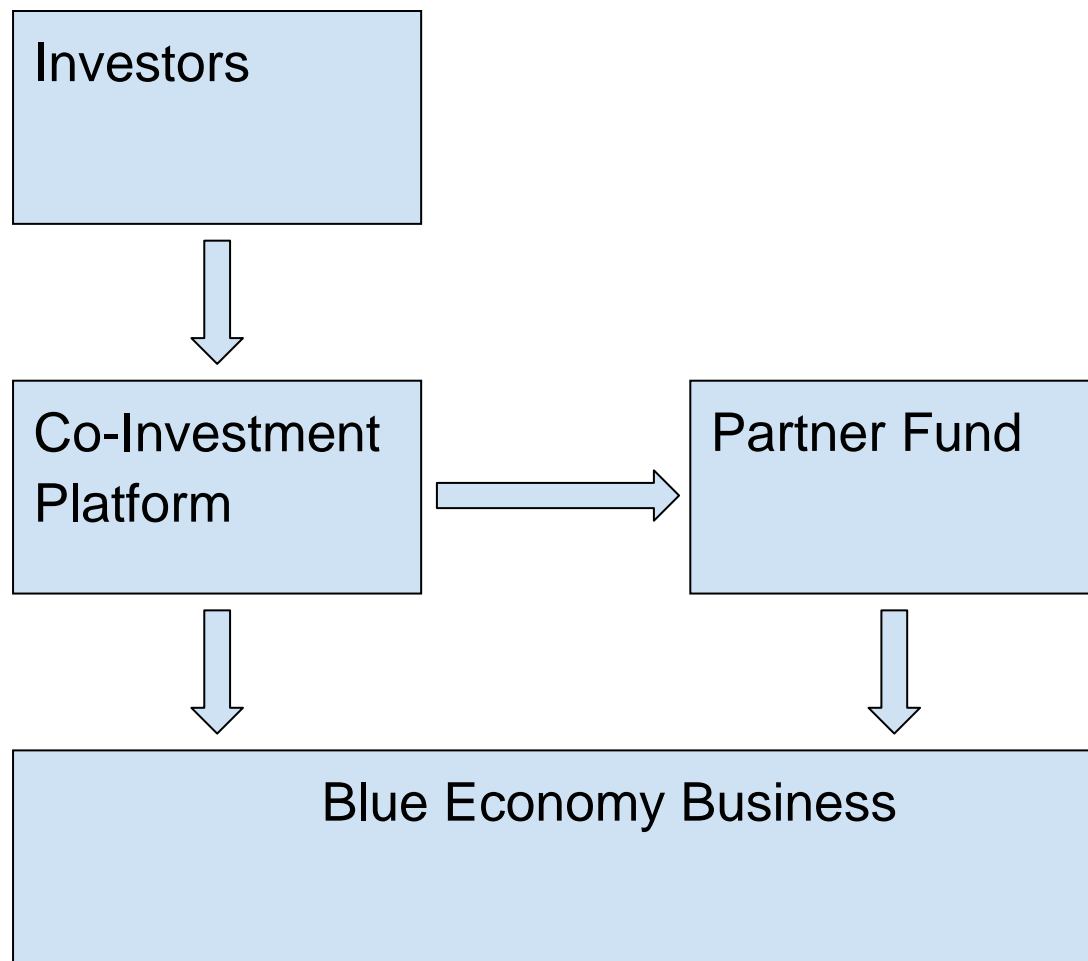 Investors
Co-Investment
Platform
Partner Fund
Blue Economy Business